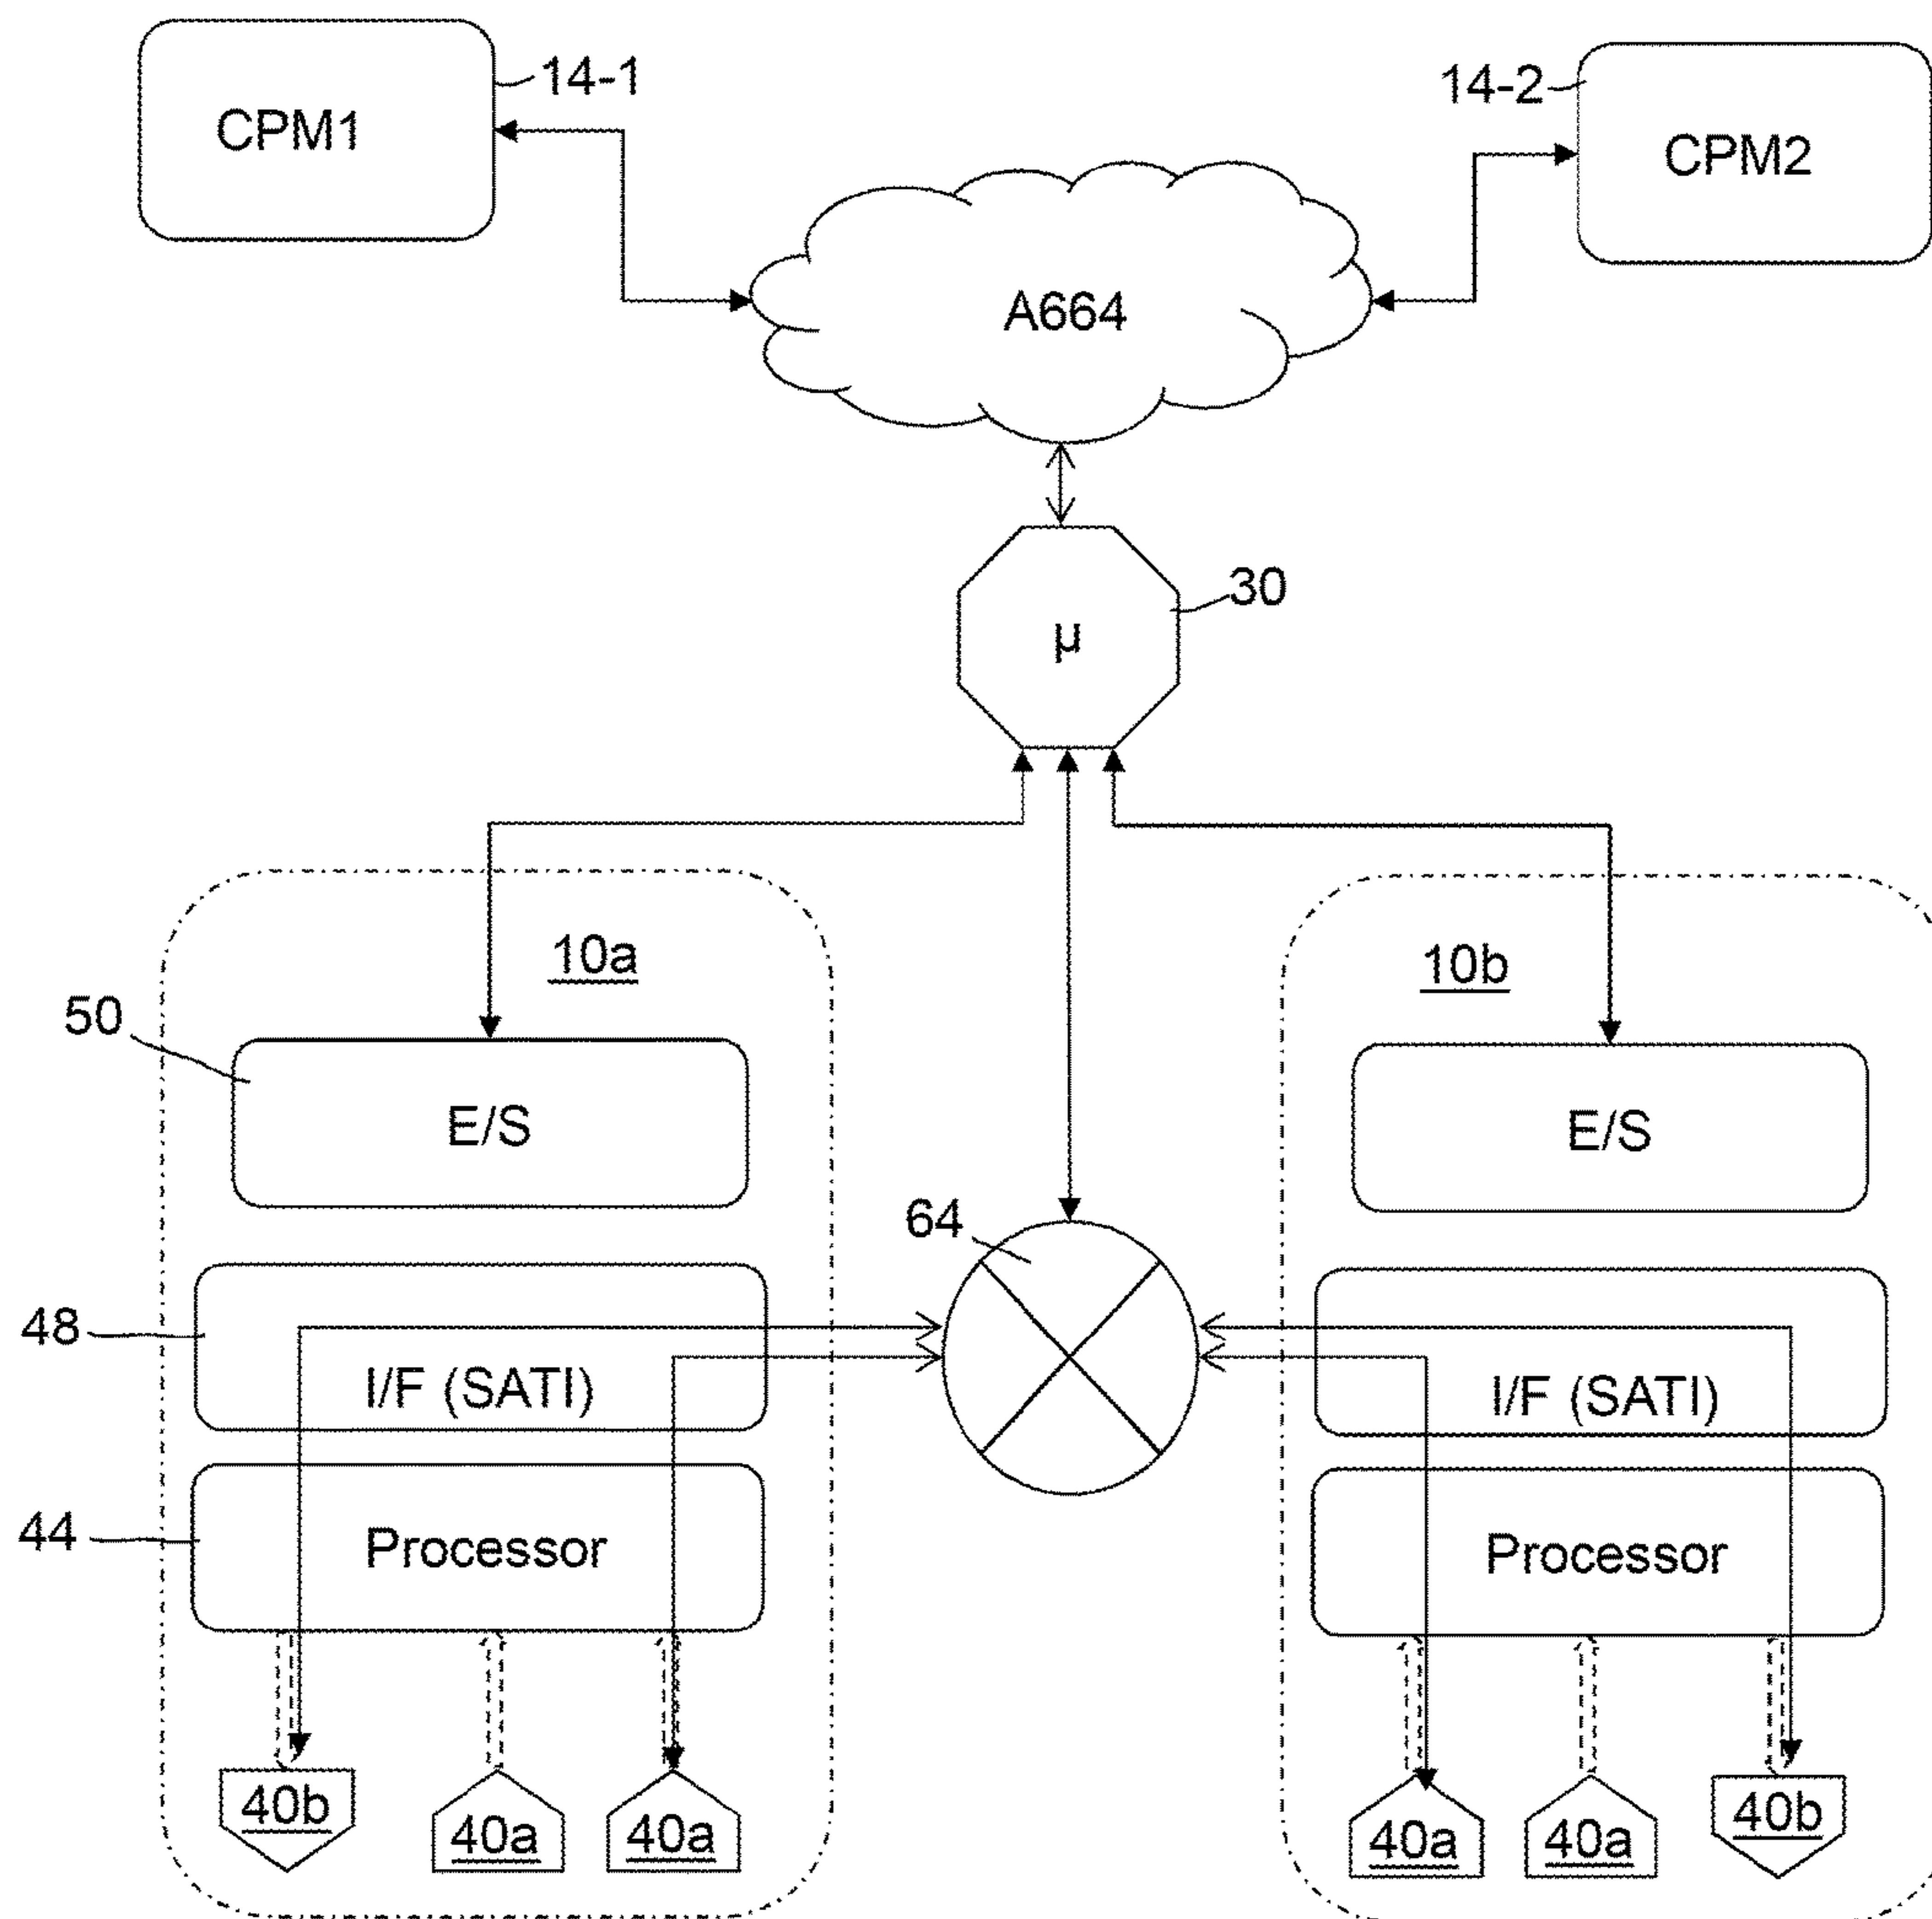 14-1
14-2
CPM1
CPM2
A664
30
µ
10a
10b
50
E/S
E/S
64
48
I/F (SATI)
I/F (SATI)
44
Processor
Processor
40b
40a
40a
40a
40a
40b